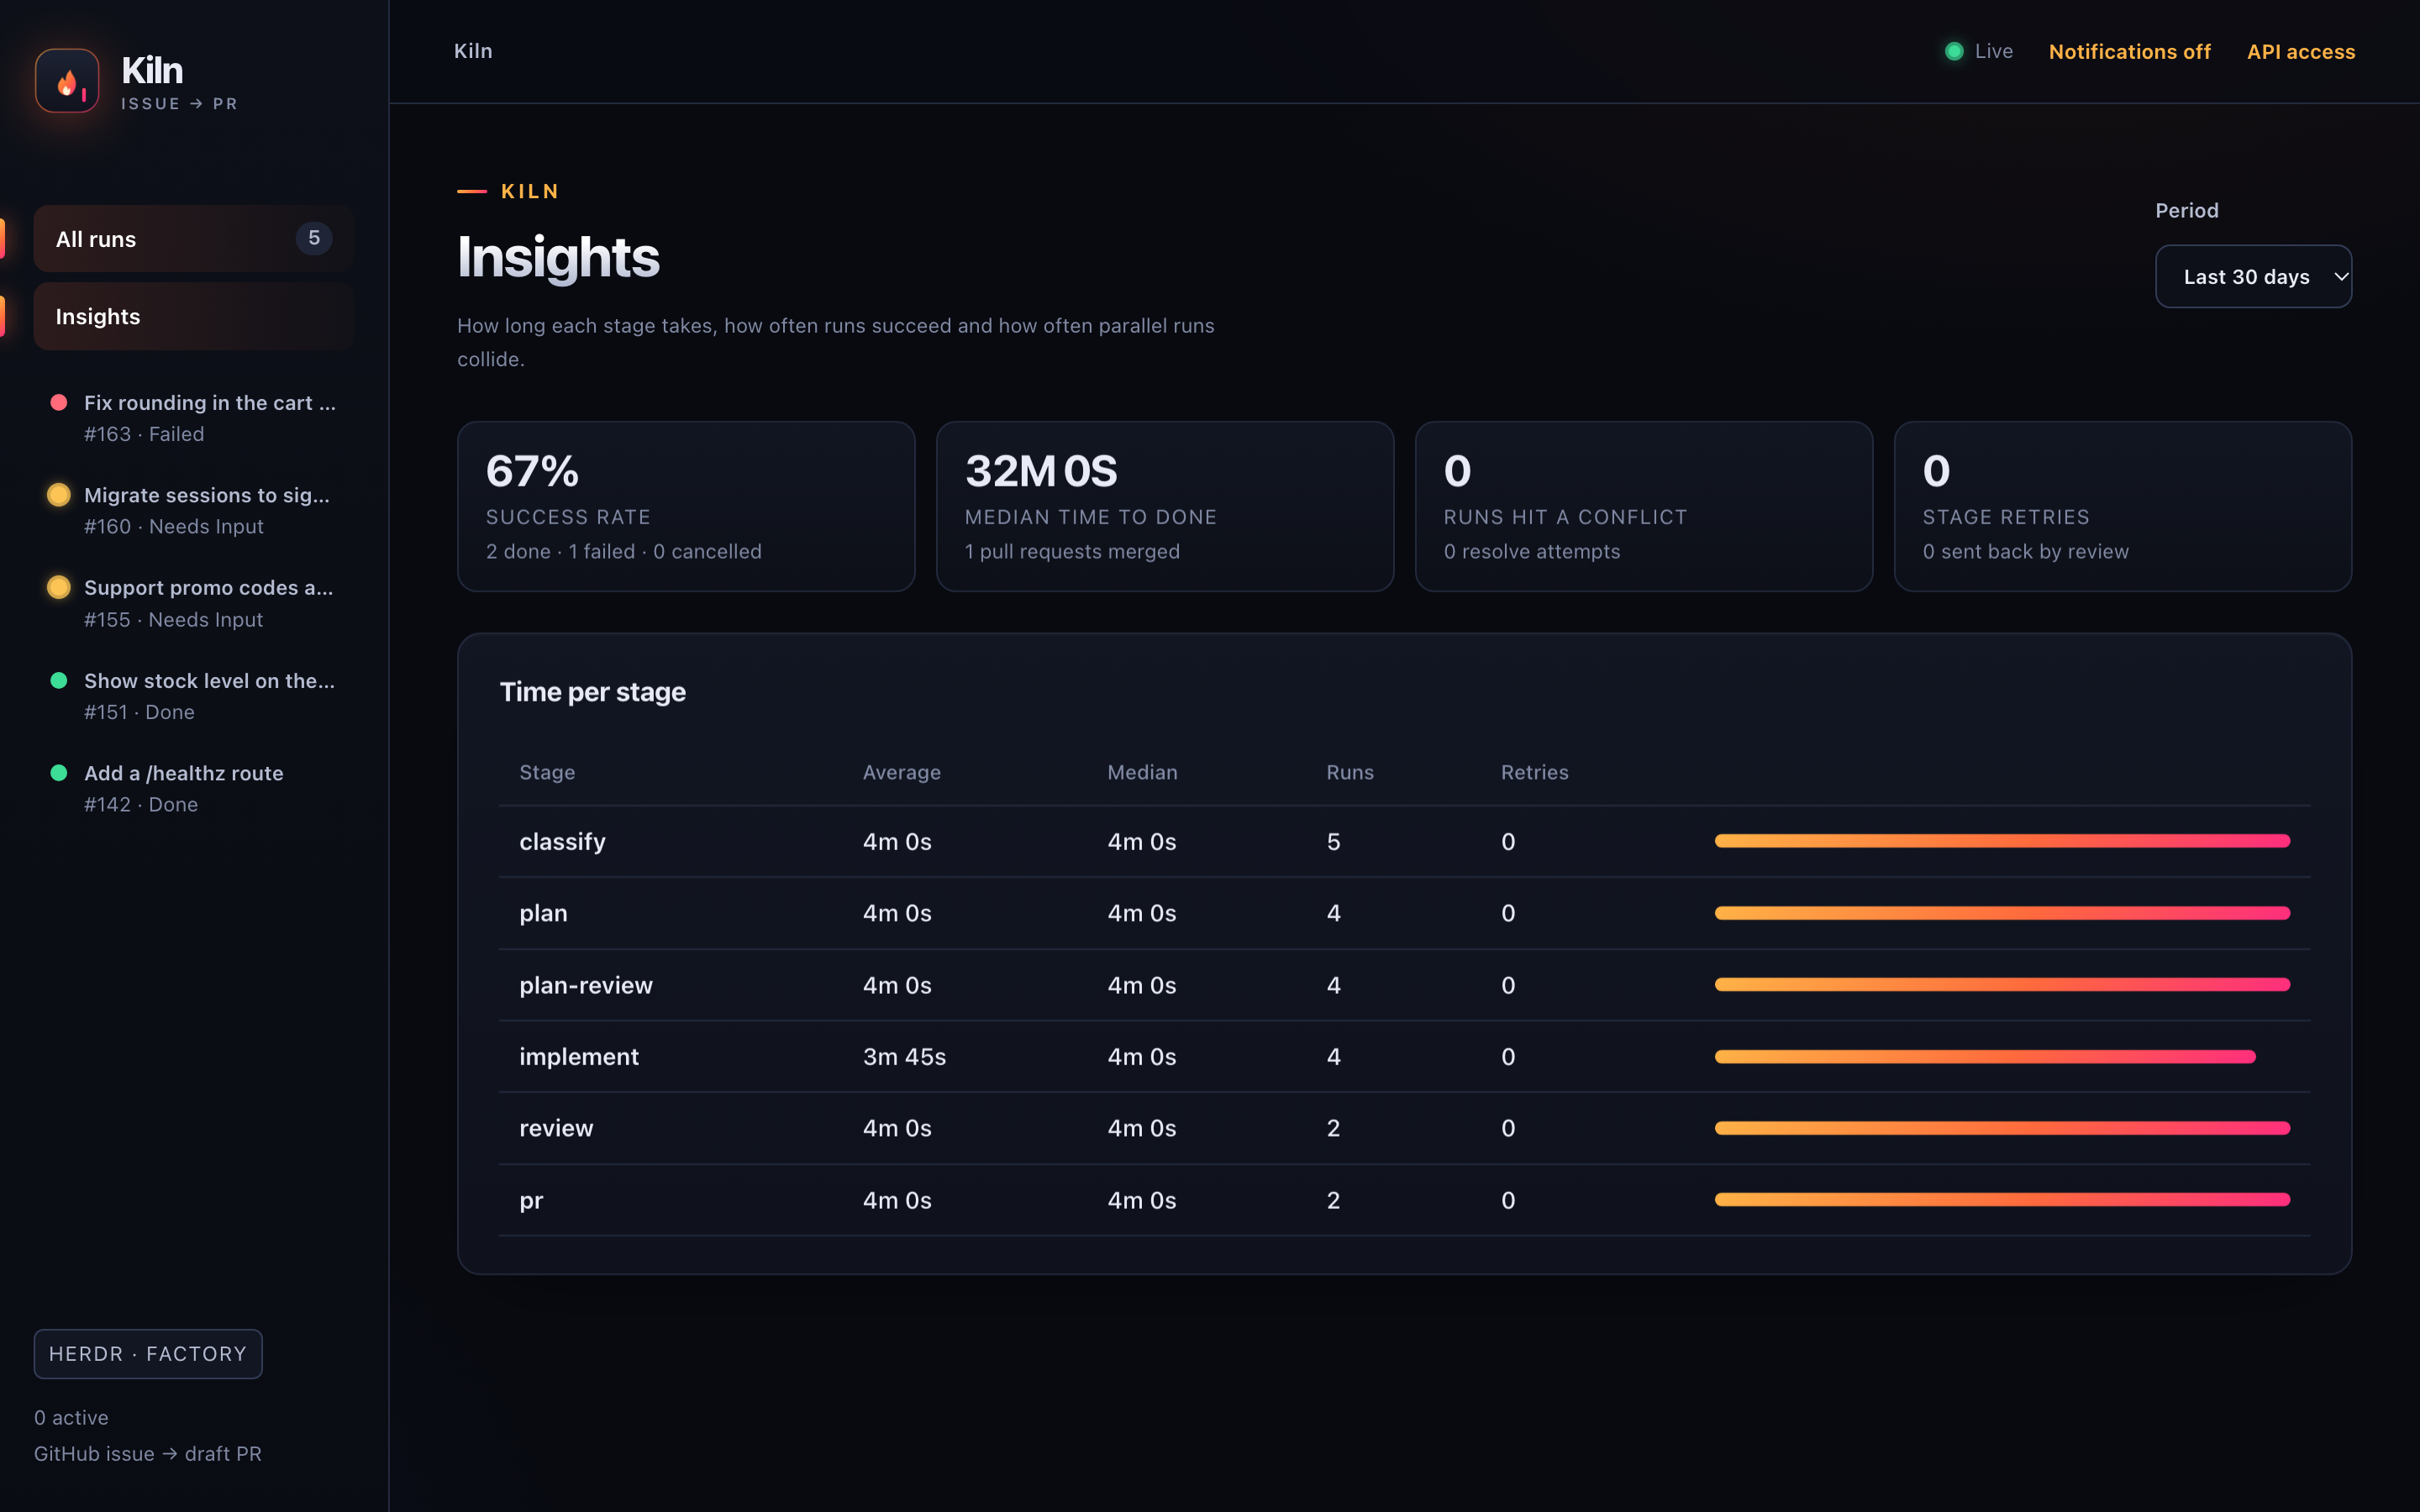 Kiln
ISSUE → PR
All runs 5
Insights
Fix rounding in the cart ...
#163 · Failed
Migrate sessions to sig...
#160 · Needs Input
Support promo codes a...
#155 · Needs Input
Show stock level on the...
#151 · Done
Add a /healthz route
#142 · Done
HERDR · FACTORY
0 active
GitHub issue → draft PR
Kiln
Live Notifications off API access
KILN
Insights
How long each stage takes, how often runs succeed and how often parallel runs
collide.
Period
Last 30 days
67%
SUCCESS RATE
2 done · 1 failed · 0 cancelled
32M 0S
MEDIAN TIME TO DONE
1 pull requests merged
0
RUNS HIT A CONFLICT
0 resolve attempts
0
STAGE RETRIES
0 sent back by review
Time per stage
Stage Average Median Runs Retries
classify 4m 0s 4m 0s 5 0
plan 4m 0s 4m 0s 4 0
plan-review 4m 0s 4m 0s 4 0
implement 3m 45s 4m 0s 4 0
review 4m 0s 4m 0s 2 0
pr 4m 0s 4m 0s 2 0